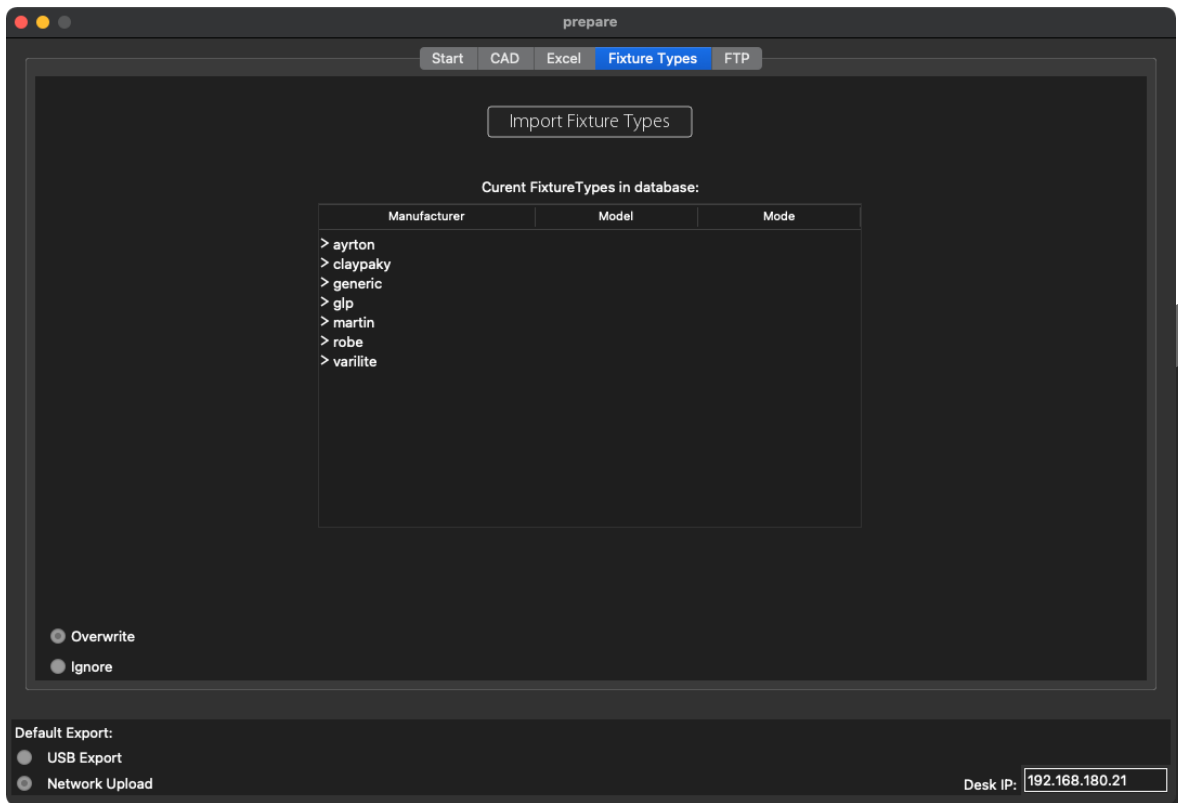 prepare
Start CAD Excel Fixture Types FTP
Import Fixture Types
Curent FixtureTypes in database:
Manufacturer Model Mode
> ayrton
> claypaky
> generic
> glp
> martin
> robe
> varilite
Overwrite
Ignore
Default Export:
USB Export
Network Upload
Desk IP: 192.168.180.21